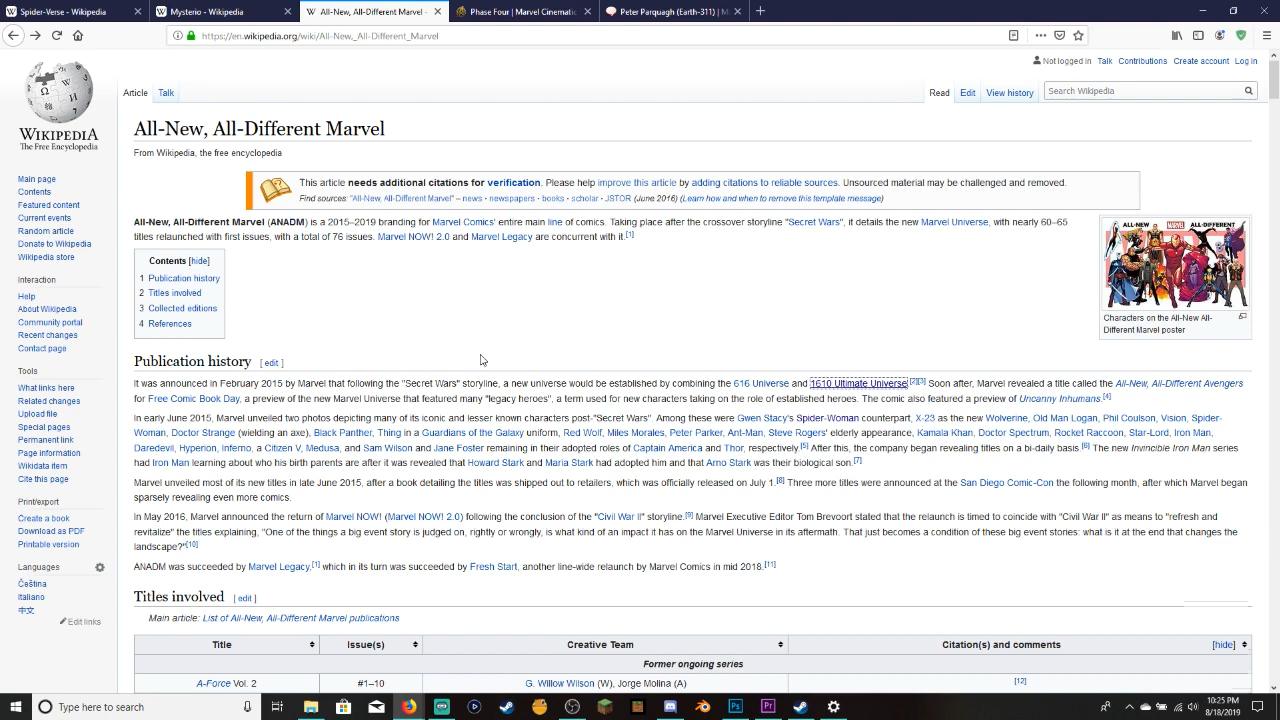 Spider-Verse - Wikipedia
Mysterio - Wikipedia
All-New, All-Different Marvel -
Phase Four | Marvel Cinematic
Peter Parquagh (Earth-311) | M
https://en.wikipedia.org/wiki/All-New,_All-Different_Marvel
Not logged in Talk Contributions Create account Log in
Article Talk
Read Edit View history Search Wikipedia
WIKIPEDIA
The Free Encyclopedia
Main page
Contents
Featured content
Current events
Random article
Donate to Wikipedia
Wikipedia store
Interaction
Help
About Wikipedia
Community portal
Recent changes
Contact page
Tools
What links here
Related changes
Upload file
Special pages
Permanent link
Page information
Wikidata item
Cite this page
Print/export
Create a book
Download as PDF
Printable version
Languages
Čeština
Italiano
中文
Edit links
All-New, All-Different Marvel
From Wikipedia, the free encyclopedia
This article needs additional citations for verification. Please help improve this article by adding citations to reliable sources. Unsourced material may be challenged and removed.
Find sources: "All-New, All-Different Marvel" – news · newspapers · books · scholar · JSTOR (June 2016) (Learn how and when to remove this template message)
All-New, All-Different Marvel (ANADM) is a 2015–2019 branding for Marvel Comics' entire main line of comics. Taking place after the crossover storyline "Secret Wars", it details the new Marvel Universe, with nearly 60–65
titles relaunched with first issues, with a total of 76 issues. Marvel NOW! 2.0 and Marvel Legacy are concurrent with it.[1]
ALL-NEW MARVEL ALL-DIFFERENT
Characters on the All-New All-
Different Marvel poster
Contents [hide]
1 Publication history
2 Titles involved
3 Collected editions
4 References
Publication history [ edit ]
It was announced in February 2015 by Marvel that following the "Secret Wars" storyline, a new universe would be established by combining the 616 Universe and 1610 Ultimate Universe.[2][3] Soon after, Marvel revealed a title called the All-New, All-Different Avengers
for Free Comic Book Day, a preview of the new Marvel Universe that featured many "legacy heroes", a term used for new characters taking on the role of established heroes. The comic also featured a preview of Uncanny Inhumans.[4]
In early June 2015, Marvel unveiled two photos depicting many of its iconic and lesser known characters post-"Secret Wars". Among these were Gwen Stacy's Spider-Woman counterpart, X-23 as the new Wolverine, Old Man Logan, Phil Coulson, Vision, Spider-
Woman, Doctor Strange (wielding an axe), Black Panther, Thing in a Guardians of the Galaxy uniform, Red Wolf, Miles Morales, Peter Parker, Ant-Man, Steve Rogers' elderly appearance, Kamala Khan, Doctor Spectrum, Rocket Raccoon, Star-Lord, Iron Man,
Daredevil, Hyperion, Inferno, a Citizen V, Medusa, and Sam Wilson and Jane Foster remaining in their adopted roles of Captain America and Thor, respectively.[5] After this, the company began revealing titles on a bi-daily basis.[6] The new Invincible Iron Man series
had Iron Man learning about who his birth parents are after it was revealed that Howard Stark and Maria Stark had adopted him and that Arno Stark was their biological son.[7]
Marvel unveiled most of its new titles in late June 2015, after a book detailing the titles was shipped out to retailers, which was officially released on July 1.[8] Three more titles were announced at the San Diego Comic-Con the following month, after which Marvel began
sparsely revealing even more comics.
In May 2016, Marvel announced the return of Marvel NOW! (Marvel NOW! 2.0) following the conclusion of the "Civil War II" storyline.[9] Marvel Executive Editor Tom Brevoort stated that the relaunch is timed to coincide with "Civil War II" as means to "refresh and
revitalize" the titles explaining, "One of the things a big event story is judged on, rightly or wrongly, is what kind of an impact it has on the Marvel Universe in its aftermath. That just becomes a condition of these big event stories: what is it at the end that changes the
landscape?"[10]
ANADM was succeeded by Marvel Legacy,[1] which in its turn was succeeded by Fresh Start, another line-wide relaunch by Marvel Comics in mid 2018.[11]
Titles involved [ edit ]
Main article: List of All-New, All-Different Marvel publications
Title Issue(s) Creative Team Citation(s) and comments [hide]
Former ongoing series
A-Force Vol. 2 #1–10 G. Willow Wilson (W), Jorge Molina (A) [12]
Type here to search
10:25 PM
8/18/2019